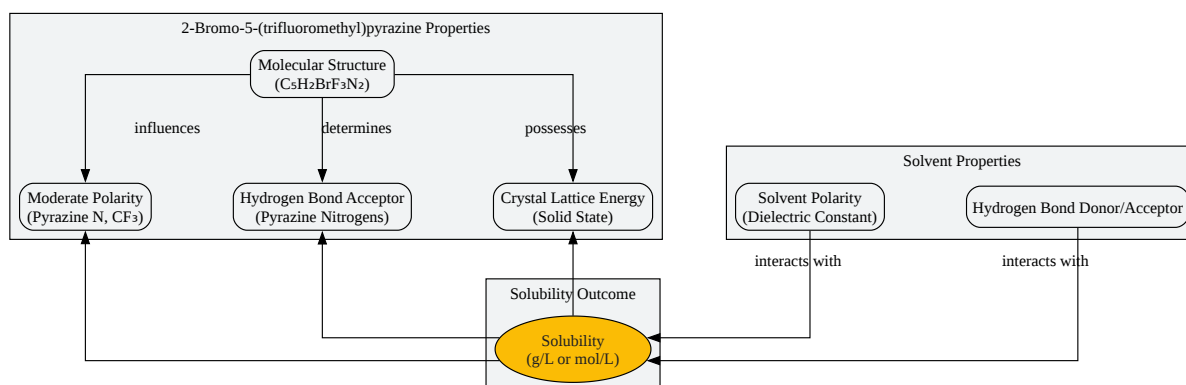 2-Bromo-5-(trifluoromethyl)pyrazine Properties
Molecular Structure
(C₅H₂BrF₃N₂)
influences
determines
possesses
Moderate Polarity
(Pyrazine N, CF₃)
Hydrogen Bond Acceptor
(Pyrazine Nitrogens)
Crystal Lattice Energy
(Solid State)
Solvent Properties
Solvent Polarity
(Dielectric Constant)
Hydrogen Bond Donor/Acceptor
interacts with
interacts with
Solubility Outcome
Solubility
(g/L or mol/L)